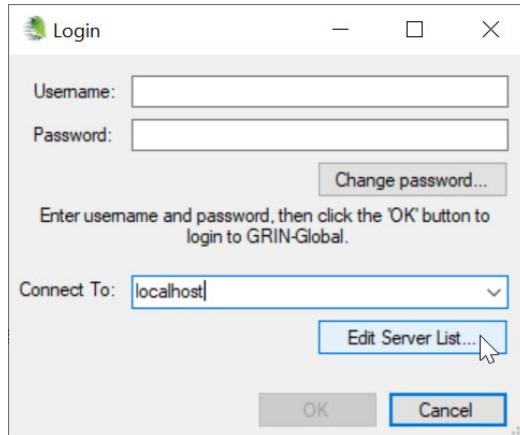 Login
Username:
Password:
Change password...
Enter username and password, then click the 'OK' button to
login to GRIN-Global.
Connect To: localhost
Edit Server List...
OK Cancel